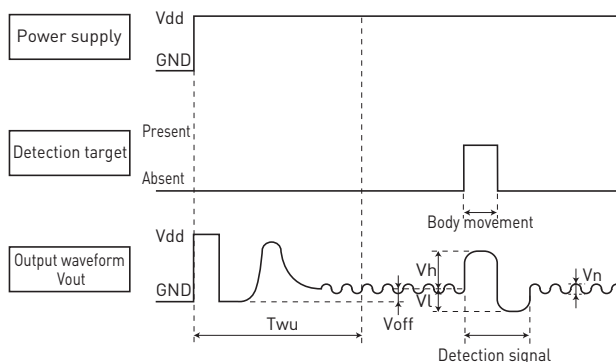 Power supply
Vdd
GND
Detection target
Present
Absent
Body movement
Output waveform
Vout
Vdd
GND
Vh
Vl
Vn
Twu
Voff
Detection signal